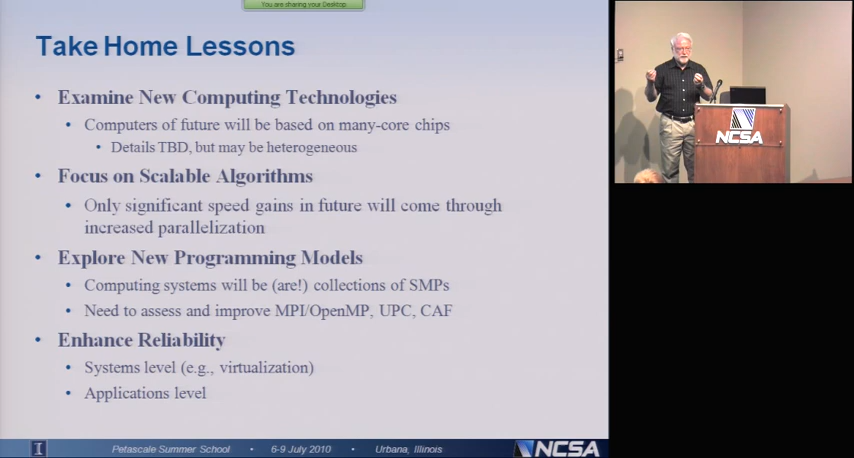 You are sharing your Desktop
Take Home Lessons
• Examine New Computing Technologies
• Computers of future will be based on many-core chips
• Details TBD, but may be heterogeneous
• Focus on Scalable Algorithms
• Only significant speed gains in future will come through
increased parallelization
• Explore New Programming Models
• Computing systems will be (are!) collections of SMPs
• Need to assess and improve MPI/OpenMP, UPC, CAF
• Enhance Reliability
• Systems level (e.g., virtualization)
• Applications level
I Petascale Summer School • 6-9 July 2010 • Urbana, Illinois NCSA
NCSA